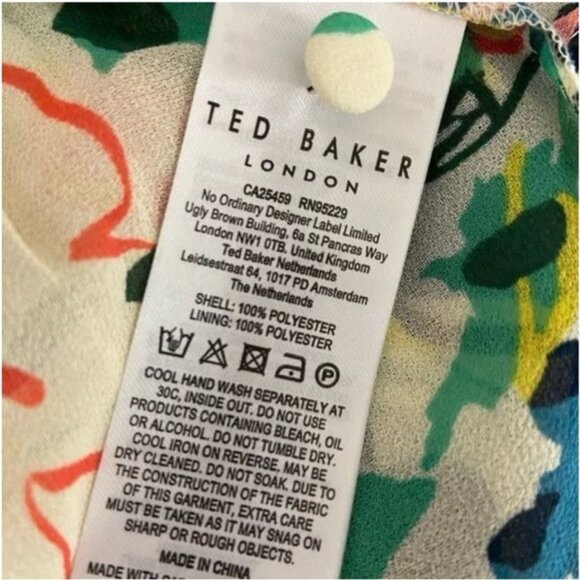 TED BAKER
LONDON
CA25459 RN95229
No Ordinary Designer Label Limited
Ugly Brown Building, 6a St Pancras Way
London NW1 0TB, United Kingdom
Ted Baker Netherlands
Leidsestraat 64, 1017 PD Amsterdam
The Netherlands
SHELL: 100% POLYESTER
LINING: 100% POLYESTER
P
COOL HAND WASH SEPARATELY AT
30C, INSIDE OUT. DO NOT USE
PRODUCTS CONTAINING BLEACH, OIL
OR ALCOHOL. DO NOT TUMBLE DRY.
COOL IRON ON REVERSE. MAY BE
DRY CLEANED. DO NOT SOAK. DUE TO
THE CONSTRUCTION OF THE FABRIC
OF THIS GARMENT, EXTRA CARE
MUST BE TAKEN AS IT MAY SNAG ON
SHARP OR ROUGH OBJECTS.
MADE IN CHINA
MADE WITH